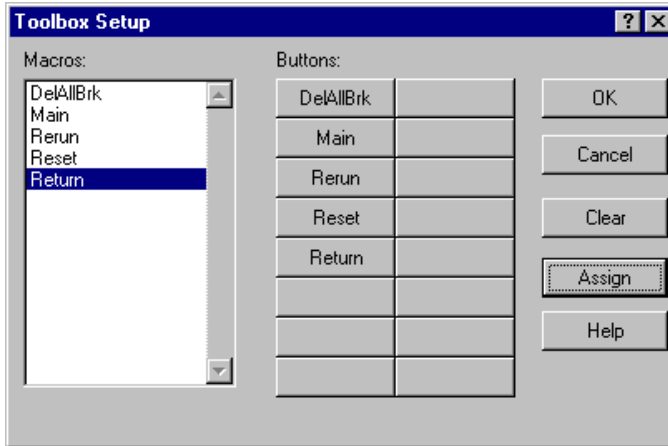 Toolbox Setup
Macros:
DelAllBrk
Main
Rerun
Reset
Return
Buttons:
DelAllBrk
Main
Rerun
Reset
Return
OK
Cancel
Clear
Assign
Help